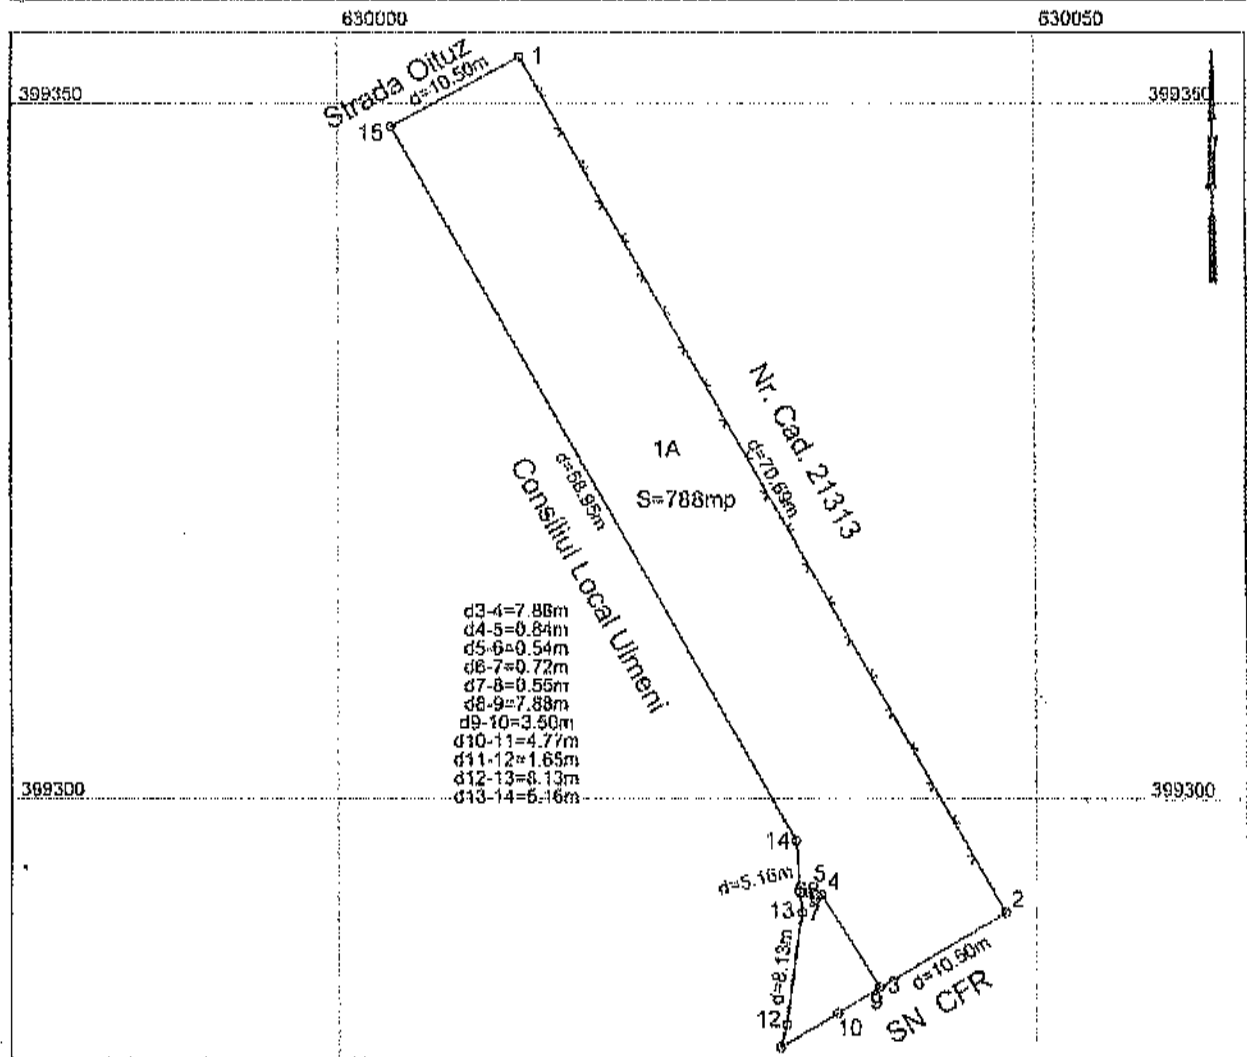 630000
630050
399350
399350
Strada Oituz
d=10.50m
1
15
Nr. Cad. 21313
d=70.69m
1A
S=788mp
d=58.95m
Consiliul Local Ulmeni
d3-4=7.88m
d4-5=0.84m
d5-6=0.54m
d6-7=0.72m
d7-8=0.55m
d8-9=7.88m
d9-10=3.50m
d10-11=4.77m
d11-12=1.65m
d12-13=8.13m
d13-14=5.16m
399300
399300
14
d=5.16m
5
4
6
8
7
13
2
d=10.50m
d=8.13m
3
9
12
10
SN CFR